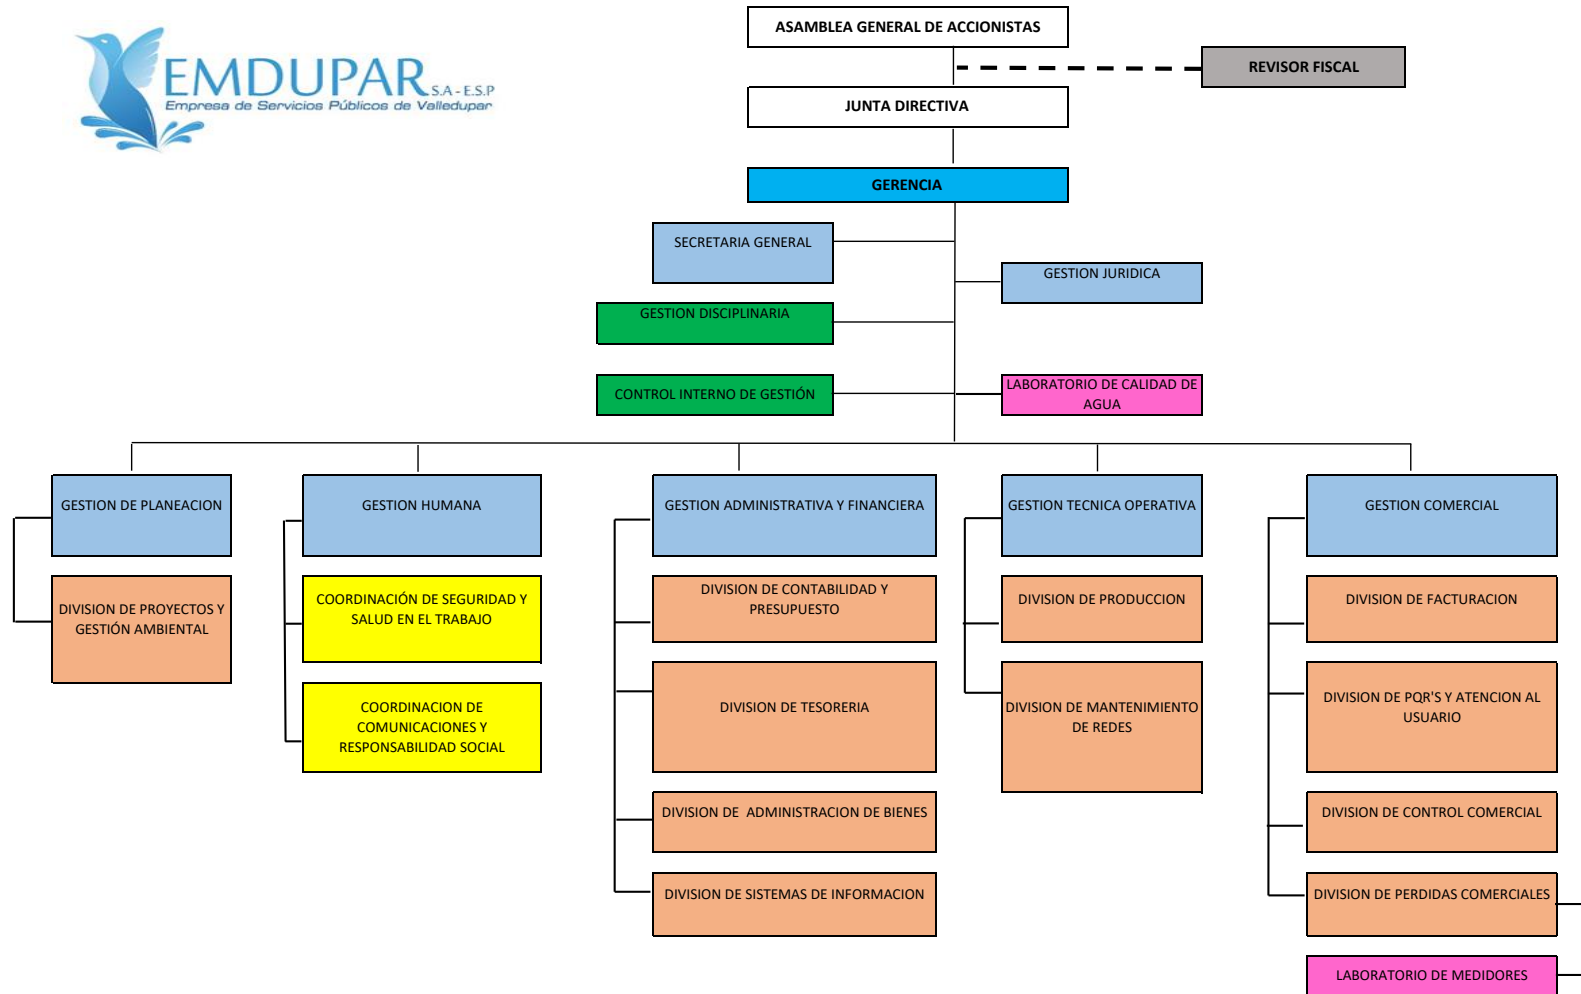 EMDUPAR S.A - E.S.P
Empresa de Servicios Públicos de Valledupar
ASAMBLEA GENERAL DE ACCIONISTAS
REVISOR FISCAL
JUNTA DIRECTIVA
GERENCIA
SECRETARIA GENERAL
GESTION JURIDICA
GESTION DISCIPLINARIA
CONTROL INTERNO DE GESTIÓN
LABORATORIO DE CALIDAD DE
AGUA
GESTION DE PLANEACION
GESTION HUMANA
GESTION ADMINISTRATIVA Y FINANCIERA
GESTION TECNICA OPERATIVA
GESTION COMERCIAL
DIVISION DE PROYECTOS Y
GESTIÓN AMBIENTAL
COORDINACIÓN DE SEGURIDAD Y
SALUD EN EL TRABAJO
COORDINACION DE
COMUNICACIONES Y
RESPONSABILIDAD SOCIAL
DIVISION DE CONTABILIDAD Y
PRESUPUESTO
DIVISION DE TESORERIA
DIVISION DE  ADMINISTRACION DE BIENES
DIVISION DE SISTEMAS DE INFORMACION
DIVISION DE PRODUCCION
DIVISION DE MANTENIMIENTO
DE REDES
DIVISION DE FACTURACION
DIVISION DE PQR'S Y ATENCION AL
USUARIO
DIVISION DE CONTROL COMERCIAL
DIVISION DE PERDIDAS COMERCIALES
LABORATORIO DE MEDIDORES